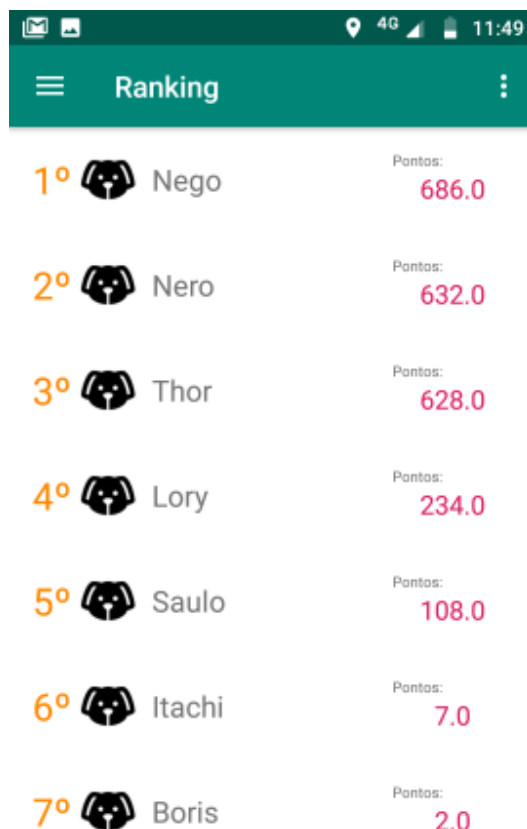 4G 11:49
Ranking
1º Nego Pontos: 686.0
2º Nero Pontos: 632.0
3º Thor Pontos: 628.0
4º Lory Pontos: 234.0
5º Saulo Pontos: 108.0
6º Itachi Pontos: 7.0
7º Boris Pontos: 2.0